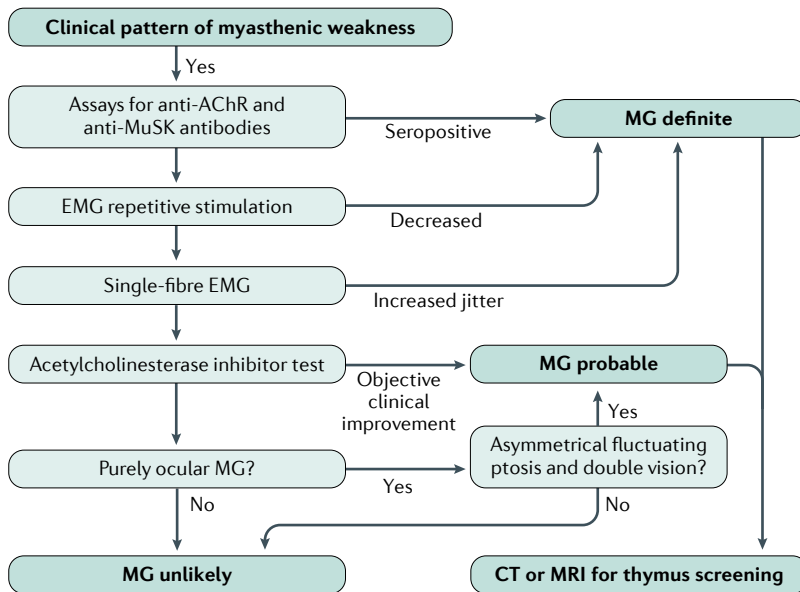 Clinical pattern of myasthenic weakness
Yes
Assays for anti-AChR and
anti-MuSK antibodies
Seropositive
MG definite
EMG repetitive stimulation
Decreased
Single-fibre EMG
Increased jitter
Acetylcholinesterase inhibitor test
Objective
clinical
improvement
MG probable
Yes
Purely ocular MG?
Yes
Asymmetrical fluctuating
ptosis and double vision?
No
No
MG unlikely
CT or MRI for thymus screening